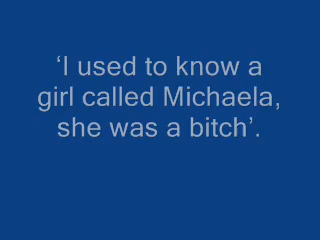 ‘I used to know a
girl called Michaela,
she was a bitch’.